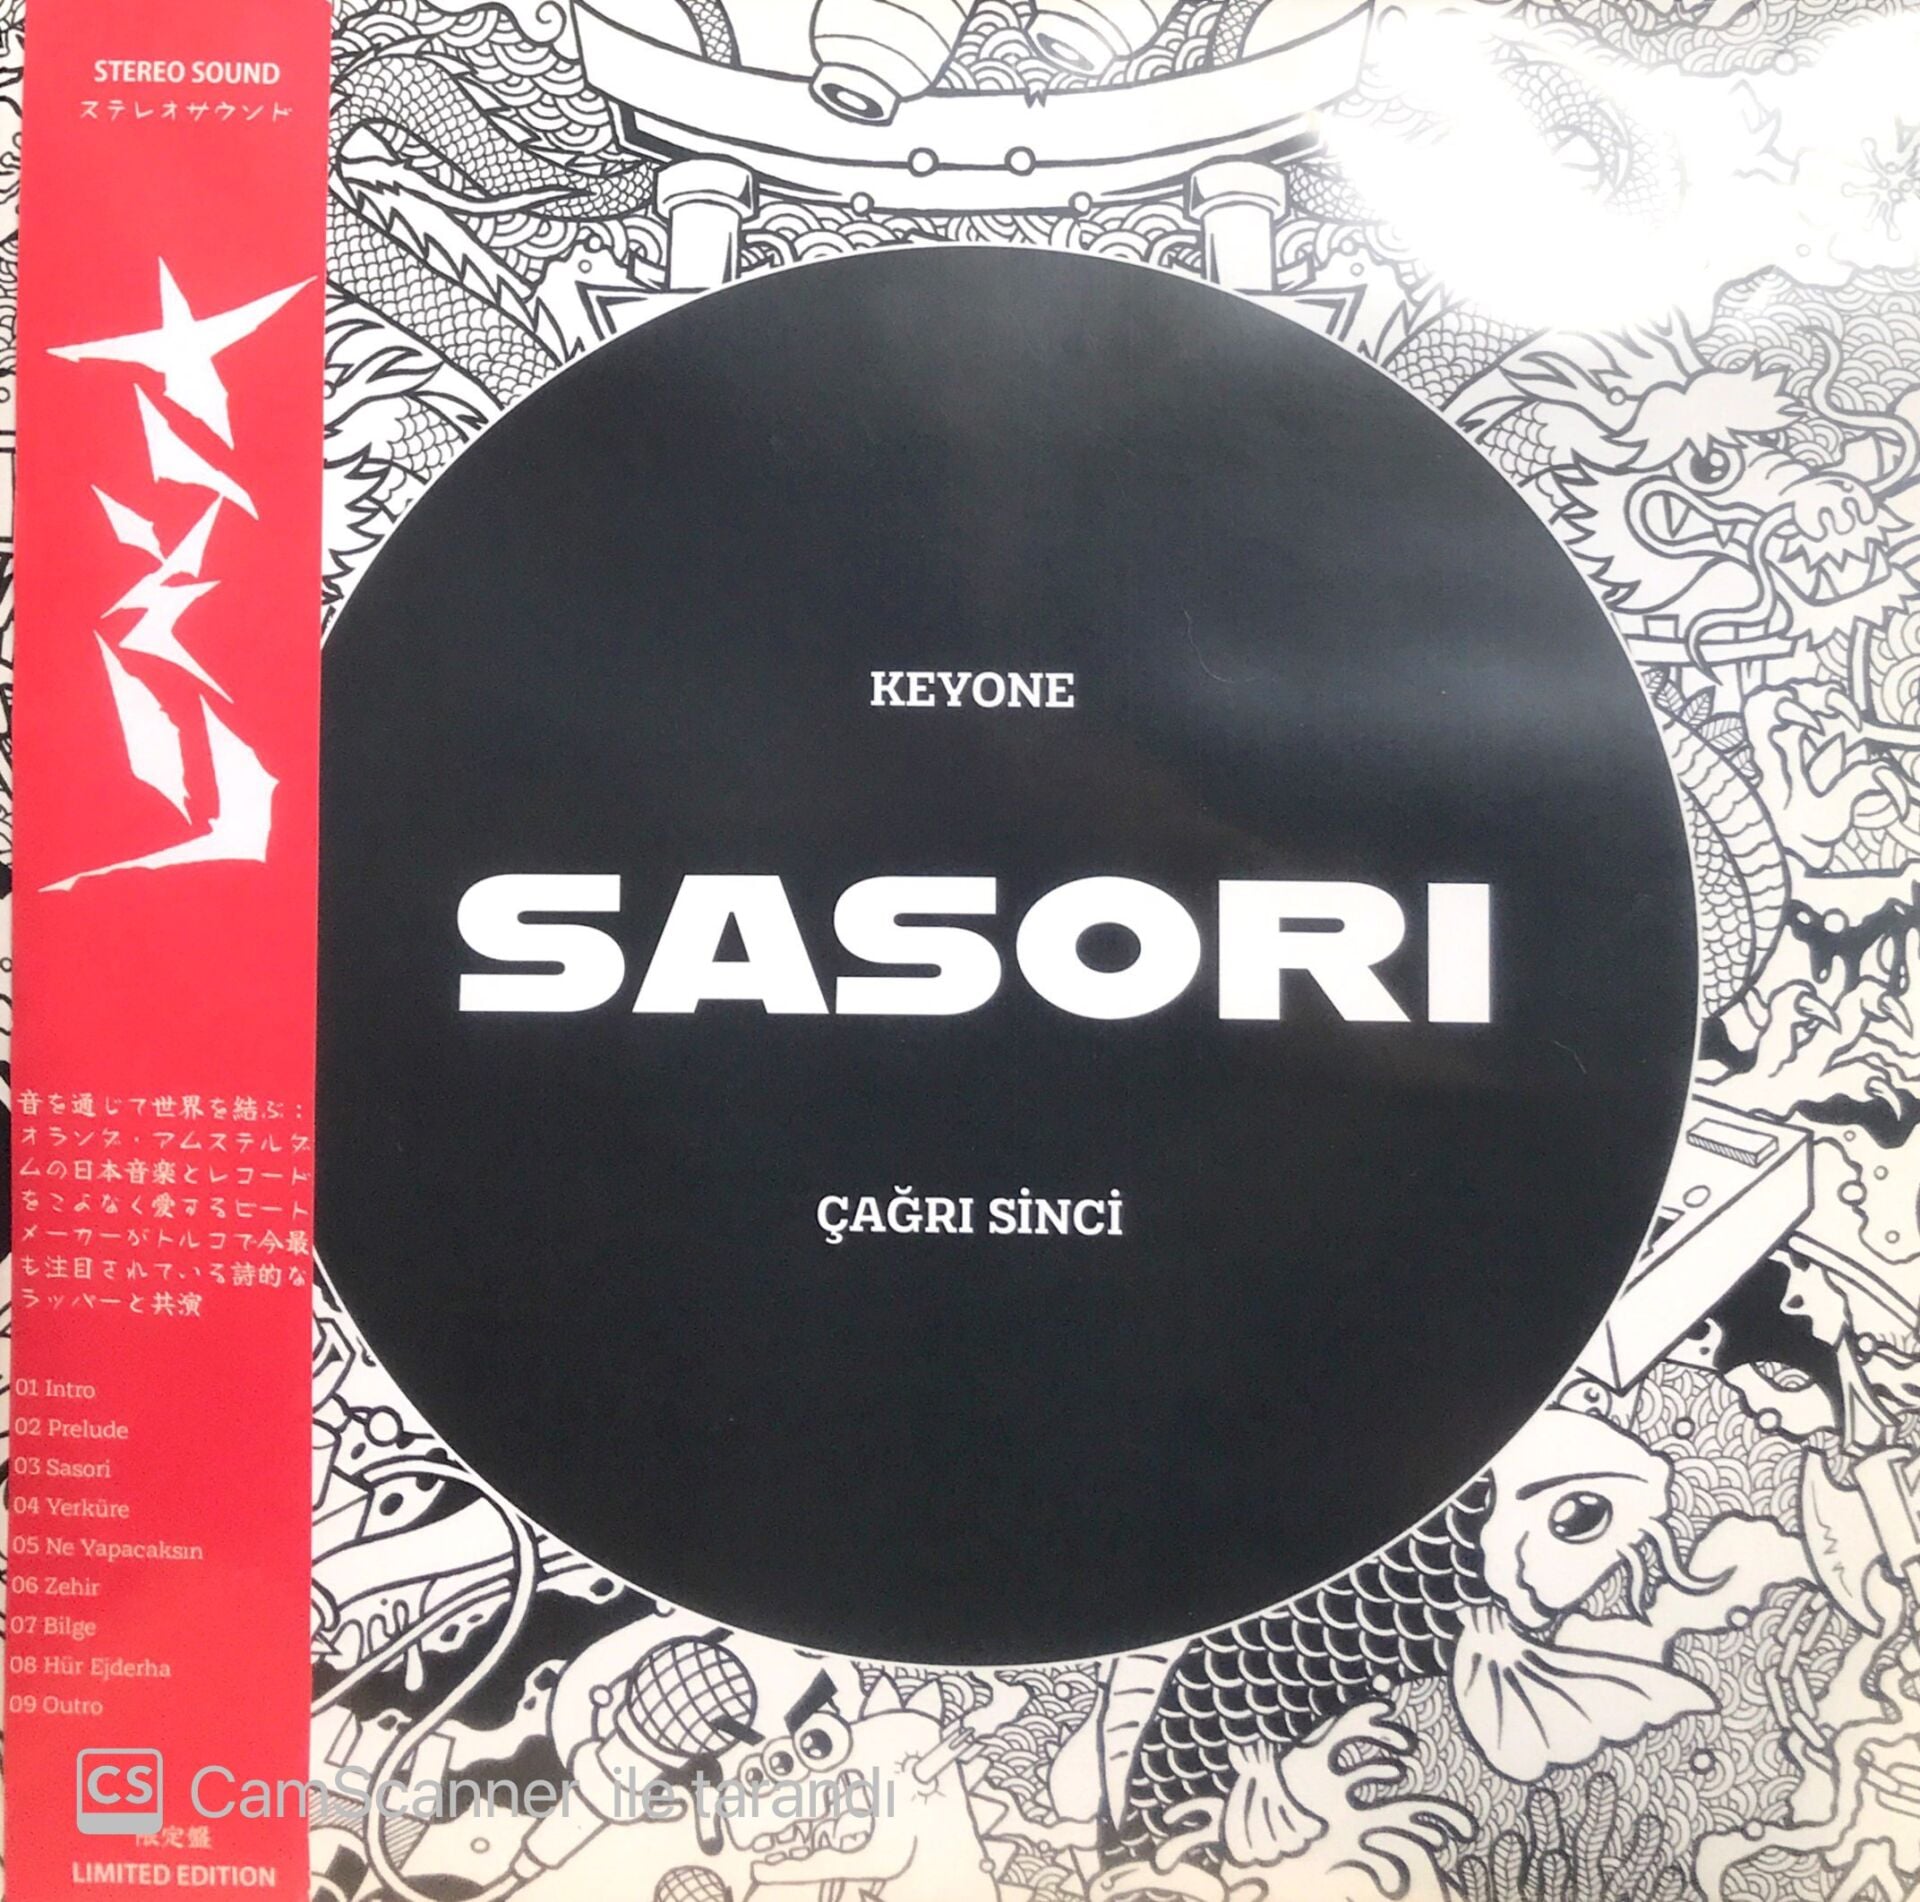 STEREO SOUND
ステレオサウンド
KEYONE
SASORI
ÇAĞRI SİNCİ
音を通じて世界を結ぶ：
オランダ・アムステルダ
ムの日本音楽とレコード
をこよなく愛するビート
メーカーがトルコで今最
も注目されている詩的な
ラッパーと共演
01 Intro
02 Prelude
03 Sasori
04 Yerküre
05 Ne Yapacaksın
06 Zehir
07 Bilge
08 Hür Ejderha
09 Outro
CS CamScanner ile tarandı
限定盤
LIMITED EDITION